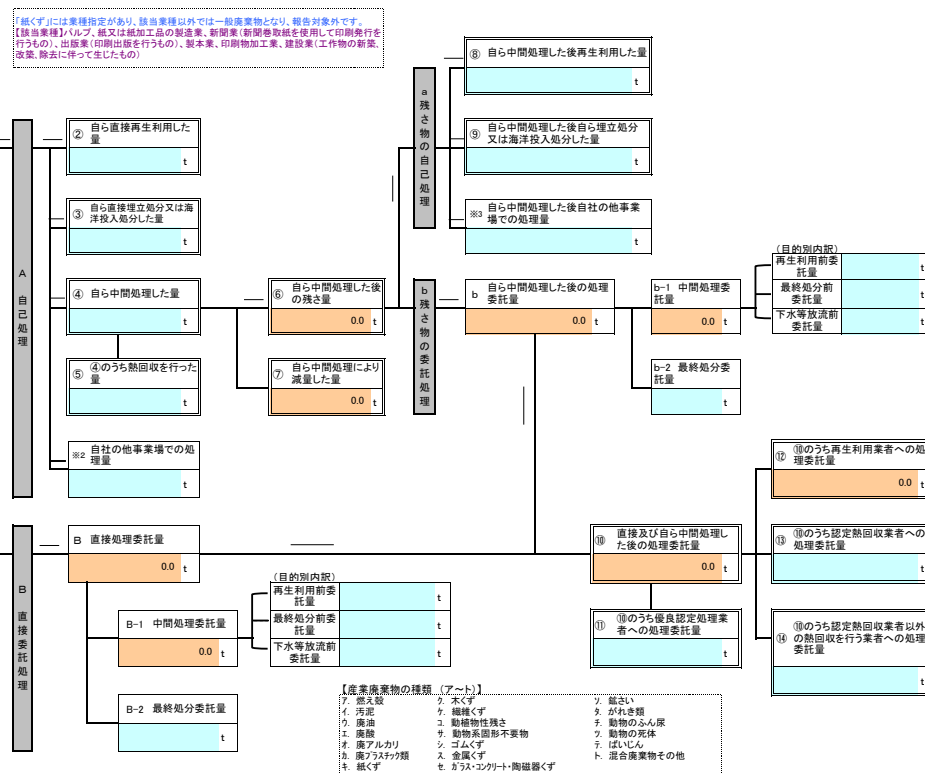 「紙くず」には業種指定があり、該当業種以外では一般廃棄物となり、報告対象外です。
【該当業種】パルプ、紙又は紙加工品の製造業、新聞業(新聞巻取紙を使用して印刷発行を
行うもの)、出版業(印刷出版を行うもの)、製本業、印刷物加工業、建設業(工作物の新築、
改築、除去に伴って生じたもの)
⑧ 自ら中間処理した後再生利用した量
t
a 残さ物の自己処理
② 自ら直接再生利用した
量
t
⑨ 自ら中間処理した後自ら埋立処分
又は海洋投入処分した量
t
③ 自ら直接埋立処分又は海
洋投入処分した量
t
※3 自ら中間処理した後自社の他事業
場での処理量
t
A 自己処理
④ 自ら中間処理した量
t
⑥ 自ら中間処理した後
の残さ量
0.0 t
b 残さ物の委託処理
b 自ら中間処理した後の処理
委託量
0.0 t
b-1 中間処理委
託量
0.0 t
(目的別内訳)
再生利用前委
託量
t
最終処分前
委託量
t
下水等放流前
委託量
t
⑤ ④のうち熱回収を行った
量
t
⑦ 自ら中間処理により
減量した量
0.0 t
b-2 最終処分委
託量
t
※2 自社の他事業場での処
理量
t
⑫ ⑩のうち再生利用業者への処
理委託量
0.0 t
B 直接委託処理
B 直接処理委託量
0.0 t
⑩ 直接及び自ら中間処理し
た後の処理委託量
0.0 t
⑬ ⑩のうち認定熱回収業者への
処理委託量
t
(目的別内訳)
再生利用前委
託量
t
最終処分前委
託量
t
下水等放流前
委託量
t
B-1 中間処理委託量
0.0 t
⑪ ⑩のうち優良認定処理業
者への処理委託量
t
⑭ ⑩のうち認定熱回収業者以外
の熱回収を行う業者への処理
委託量
t
B-2 最終処分委託量
t
【産業廃棄物の種類 (ア〜ト)】
ア. 燃え殻 ク. 木くず ソ. 鉱さい
イ. 汚泥 ケ. 繊維くず タ. がれき類
ウ. 廃油 コ. 動植物性残さ チ. 動物のふん尿
エ. 廃酸 サ. 動物系固形不要物 ツ. 動物の死体
オ. 廃アルカリ シ. ゴムくず テ. ばいじん
カ. 廃プラスチック類 ス. 金属くず ト. 混合廃棄物その他
キ. 紙くず セ. ガラス・コンクリート・陶磁器くず